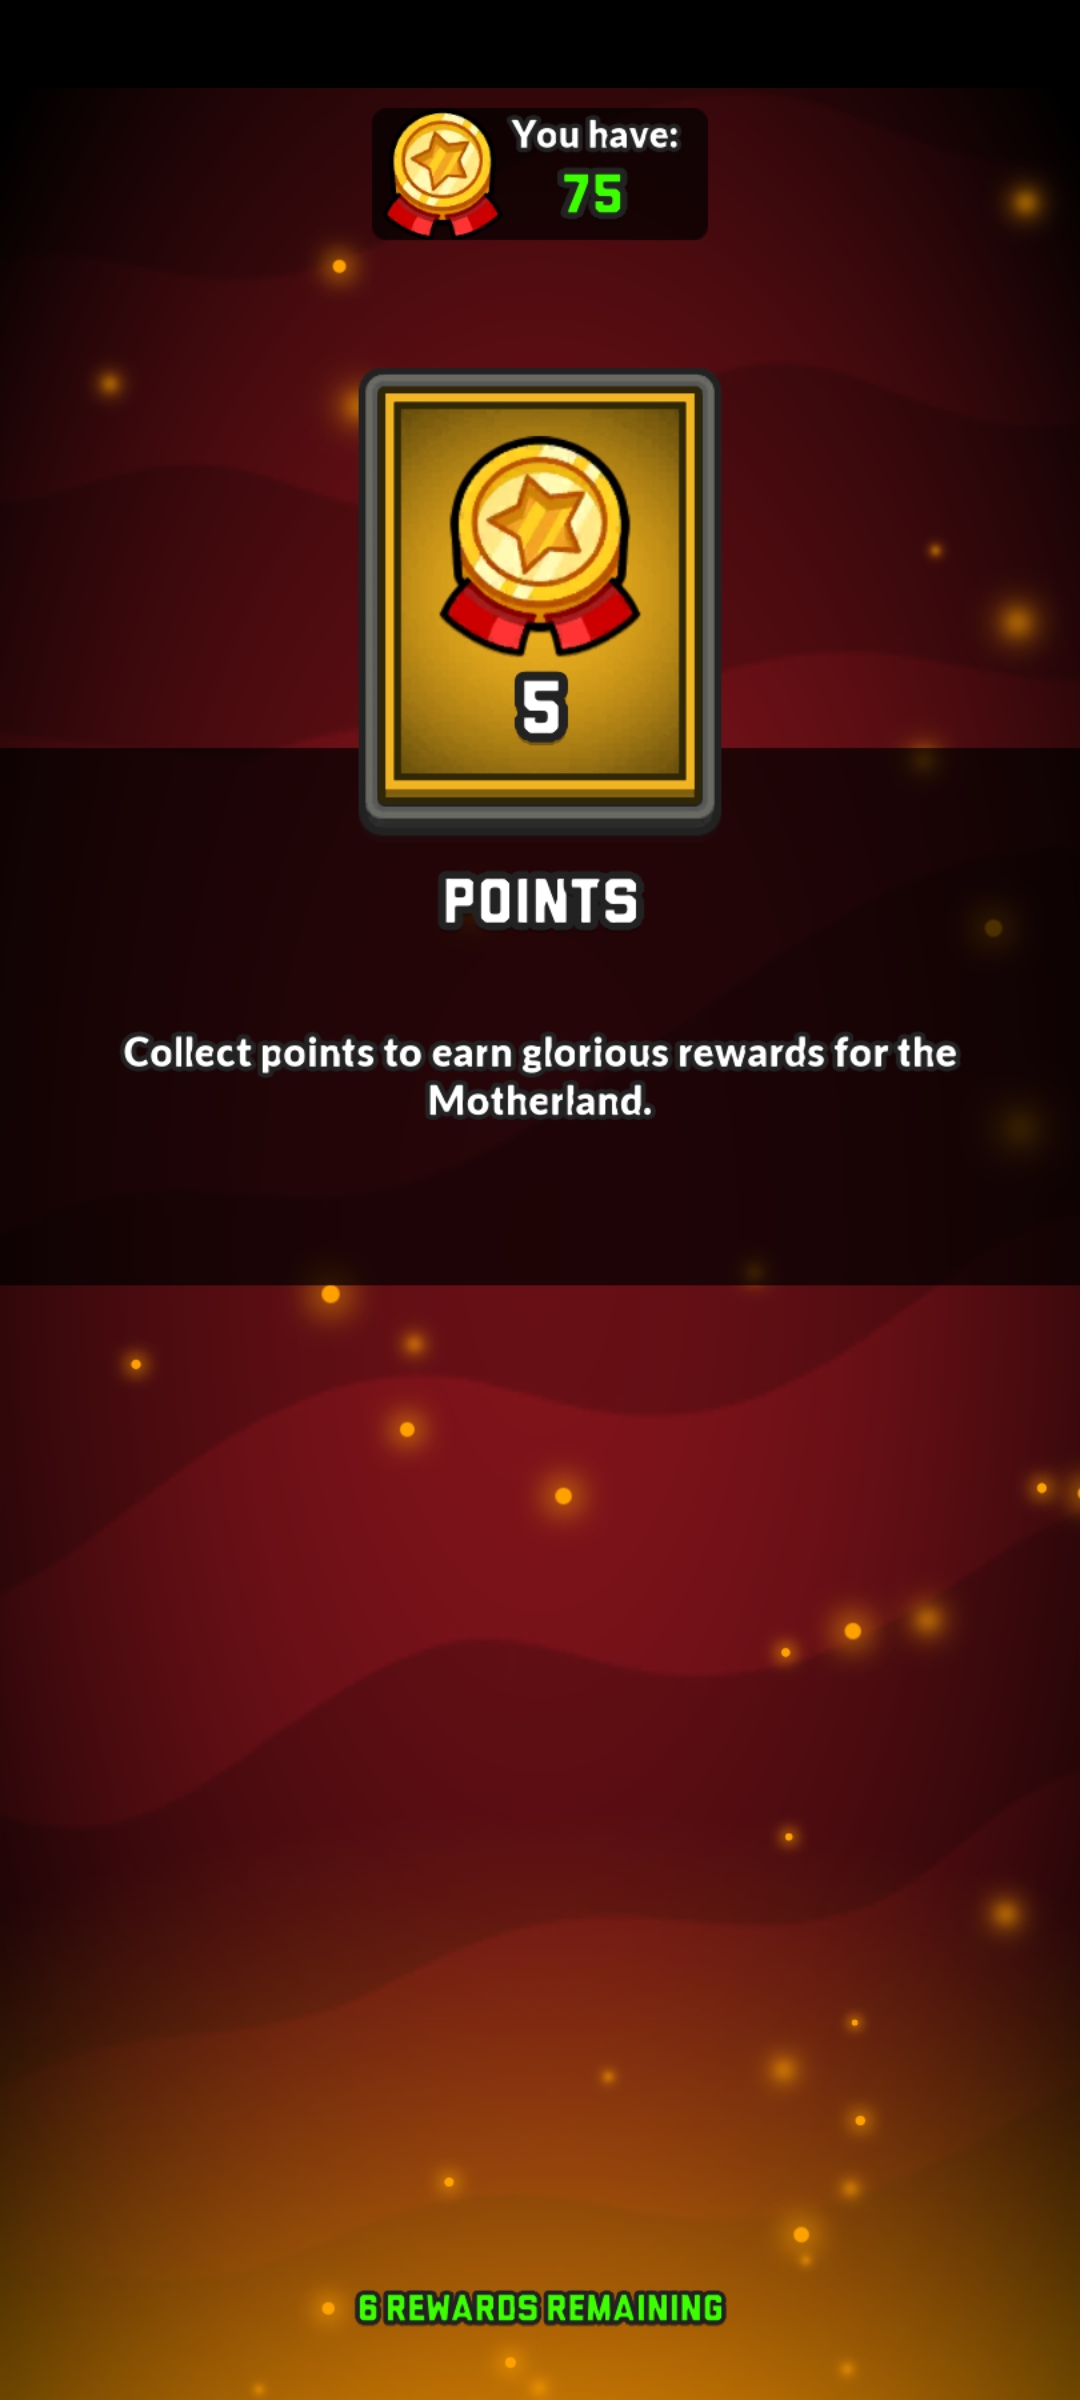 You have:
75
5
POINTS
Collect points to earn glorious rewards for the
Motherland.
6 REWARDS REMAINING